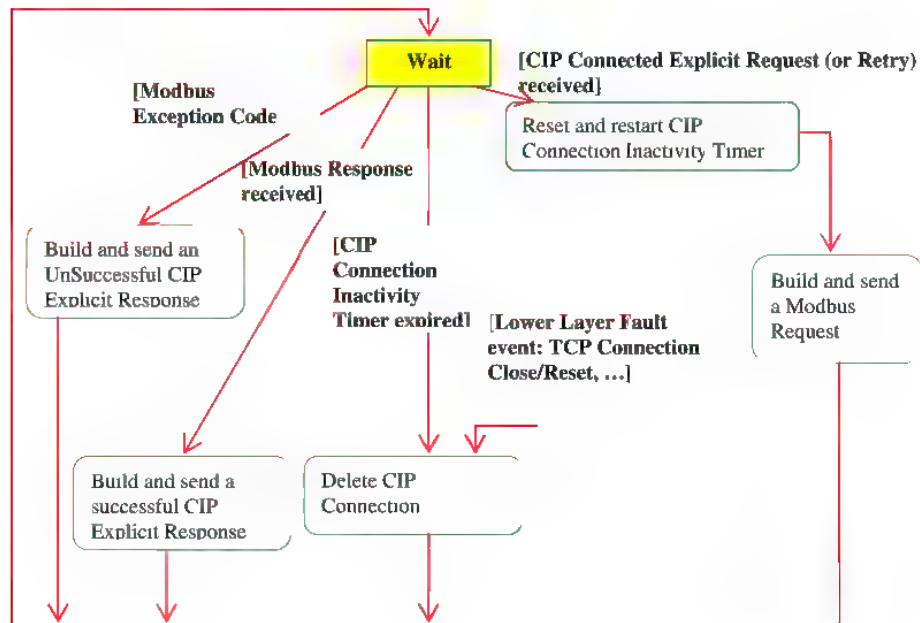 Wait
[CIP Connected Explicit Request (or Retry)
received]
[Modbus
Exception Code
Reset and restart CIP
Connection Inactivity Timer
[Modbus Response
received]
Build and send an
UnSuccessful CIP
Explicit Response
[CIP
Connection
Inactivity
Timer expired]
Build and send
a Modbus
Request
[Lower Layer Fault
event: TCP Connection
Close/Reset, …]
Build and send a
successful CIP
Explicit Response
Delete CIP
Connection